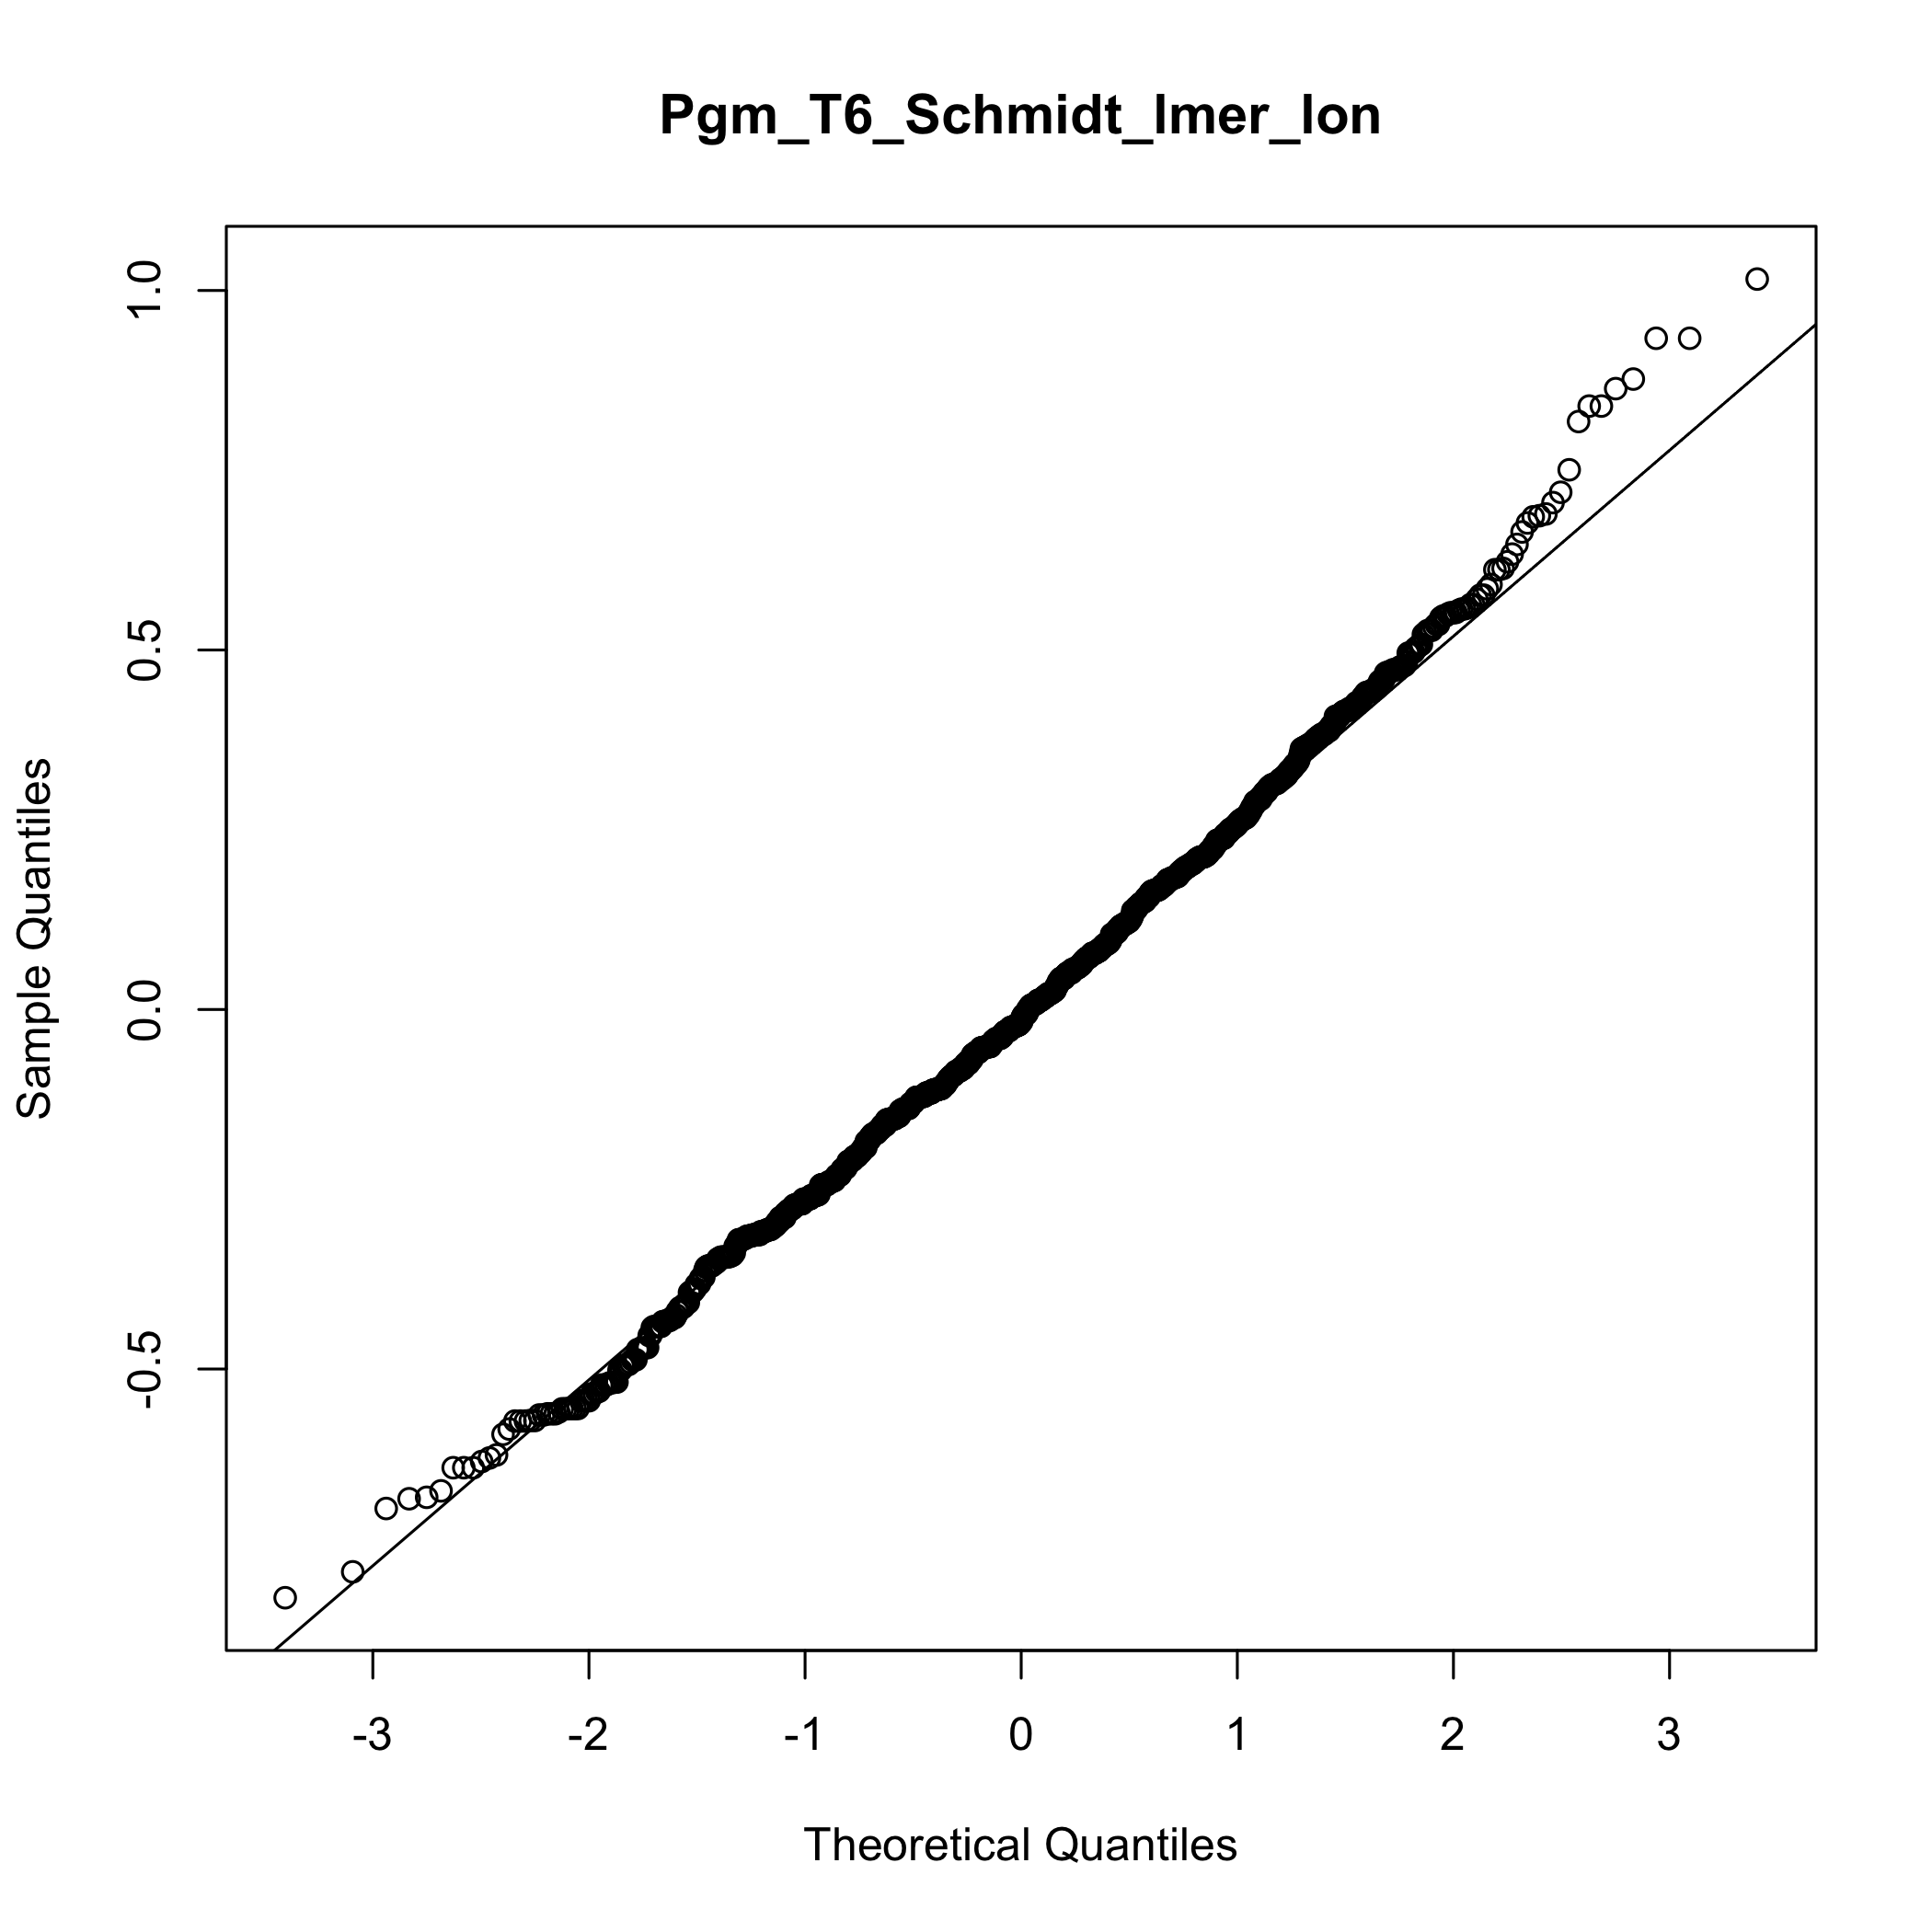 Pgm_T6_Schmidt_lmer_lon
1.0
0.5
0.0
-0.5
Sample Quantiles
-3 -2 -1 0 1 2 3
Theoretical Quantiles